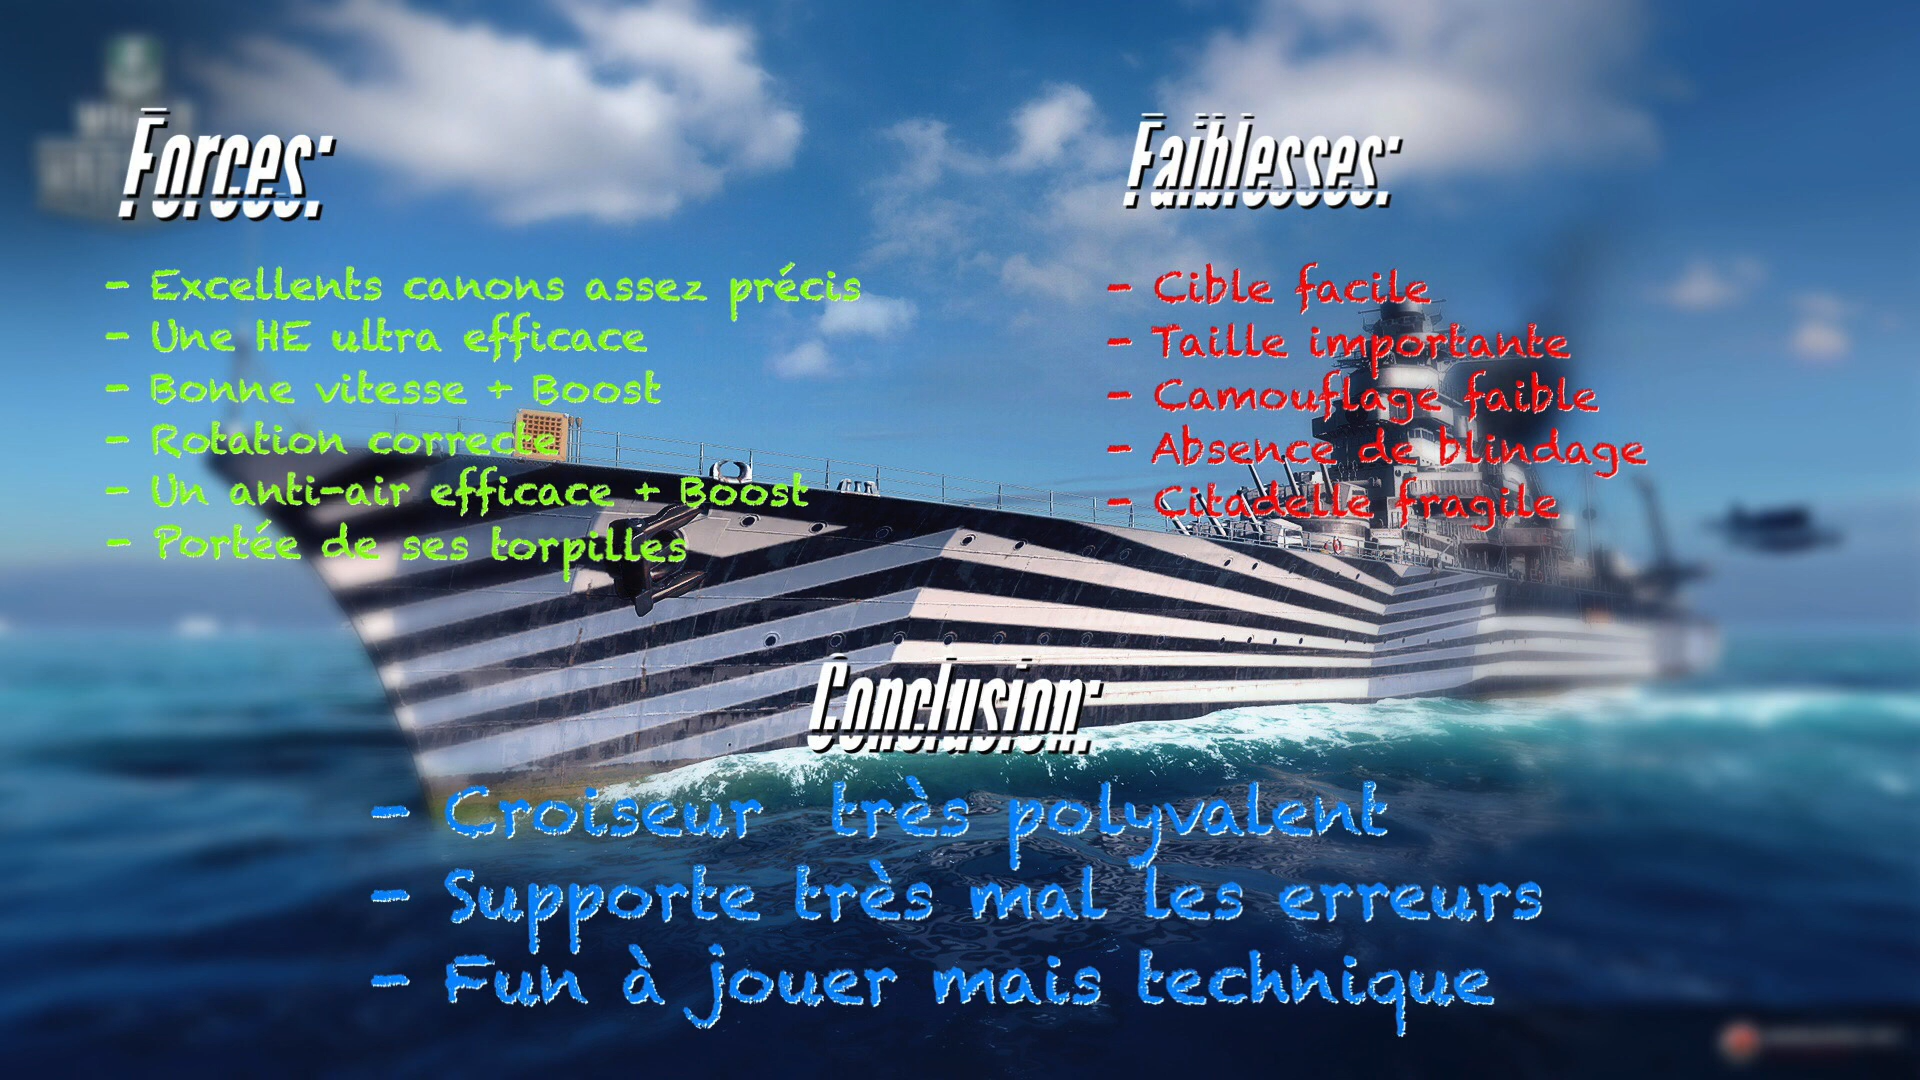 Forces:
- Excellents canons assez précis
- Une HE ultra efficace
- Bonne vitesse + Boost
- Rotation correcte
- Un anti-air efficace + Boost
- Portée de ses torpilles
Faiblesses:
- Cible facile
- Taille importante
- Camouflage faible
- Absence de blindage
- Citadelle fragile
Conclusion:
- Croiseur très polyvalent
- Supporte très mal les erreurs
- Fun à jouer mais technique